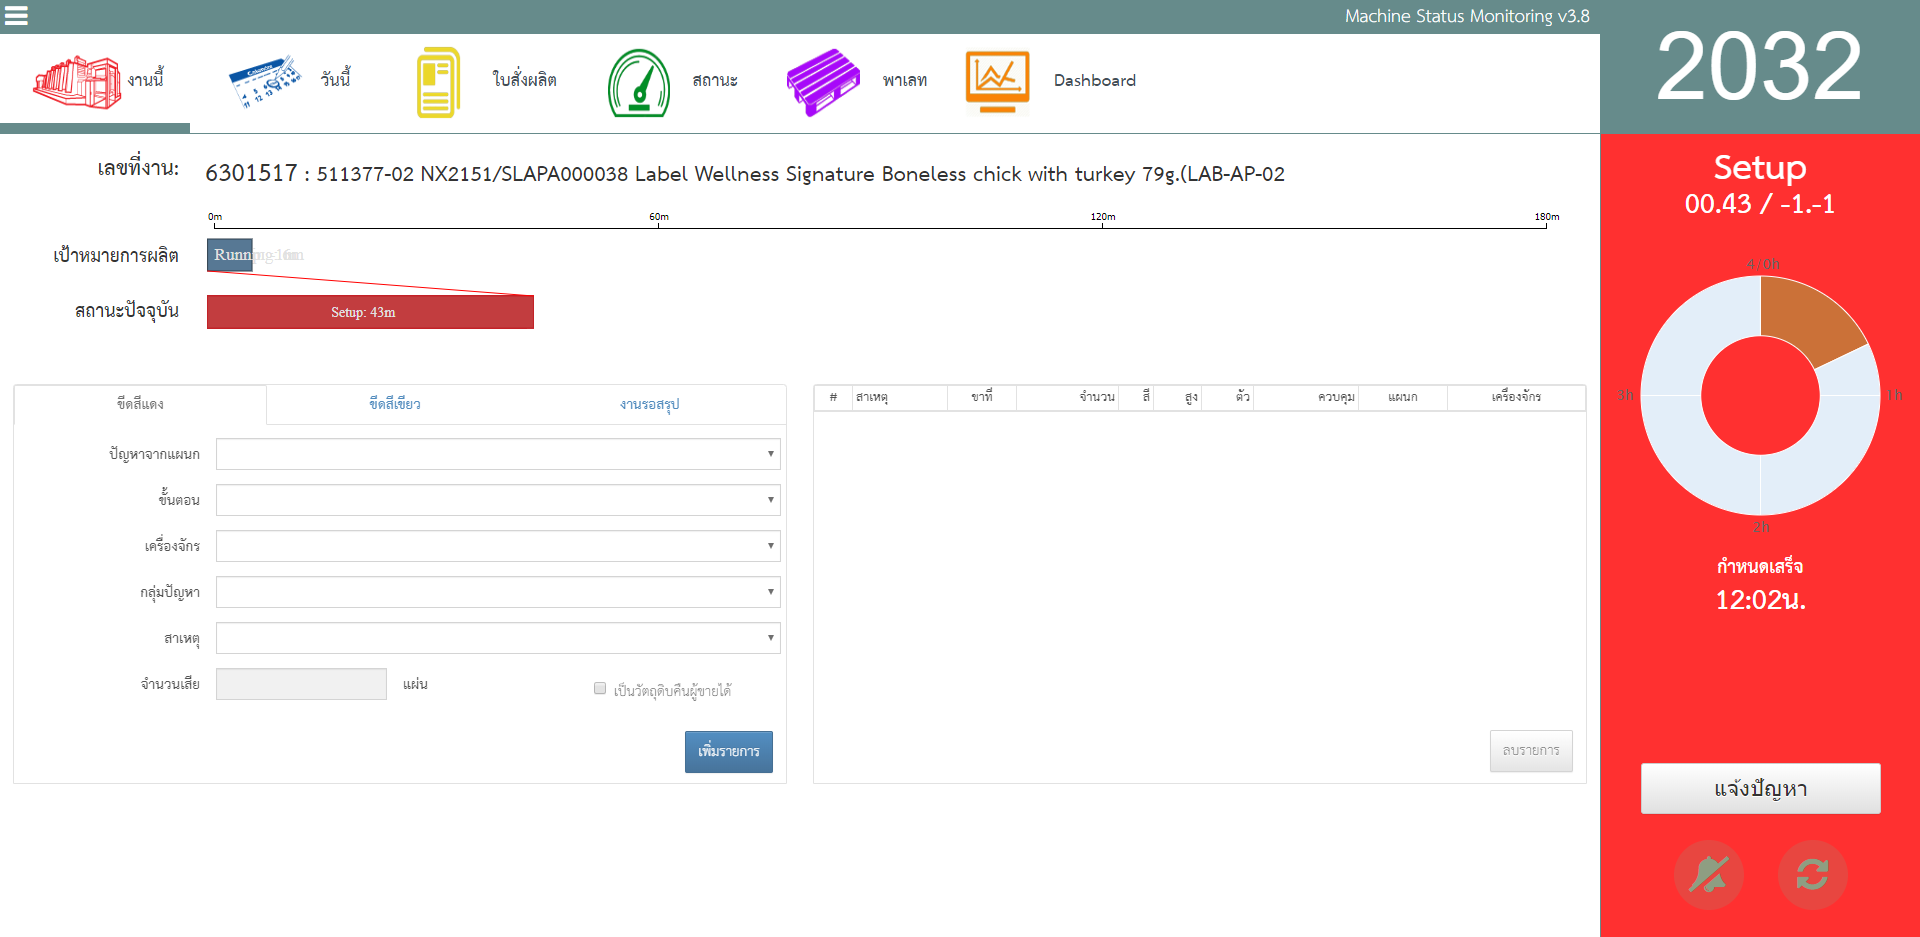 Machine Status Monitoring v3.8
2032
งานนี้
วันนี้
ใบสั่งผลิต
สถานะ
พาเลท
Dashboard
เลขที่งาน:
6301517 : 511377-02 NX2151/SLAPA000038 Label Wellness Signature Boneless chick with turkey 79g.(LAB-AP-02
0m 60m 120m 180m
เป้าหมายการผลิต
สถานะปัจจุบัน
Setup: 43m
ขีดสีแดง ขีดสีเขียว งานรอสรุป
ปัญหาจากแผนก
ขั้นตอน
เครื่องจักร
กลุ่มปัญหา
สาเหตุ
จำนวนเสีย แผ่น เป็นวัตถุดิบคืนผู้ขายได้
เพิ่มรายการ
# สาเหตุ ขาที่ จำนวน สี สูง ตัว ควบคุม แผนก เครื่องจักร
ลบรายการ
Setup
00.43 / -1.-1
4 / 0h
1h
2h
3h
กำหนดเสร็จ
12:02น.
แจ้งปัญหา